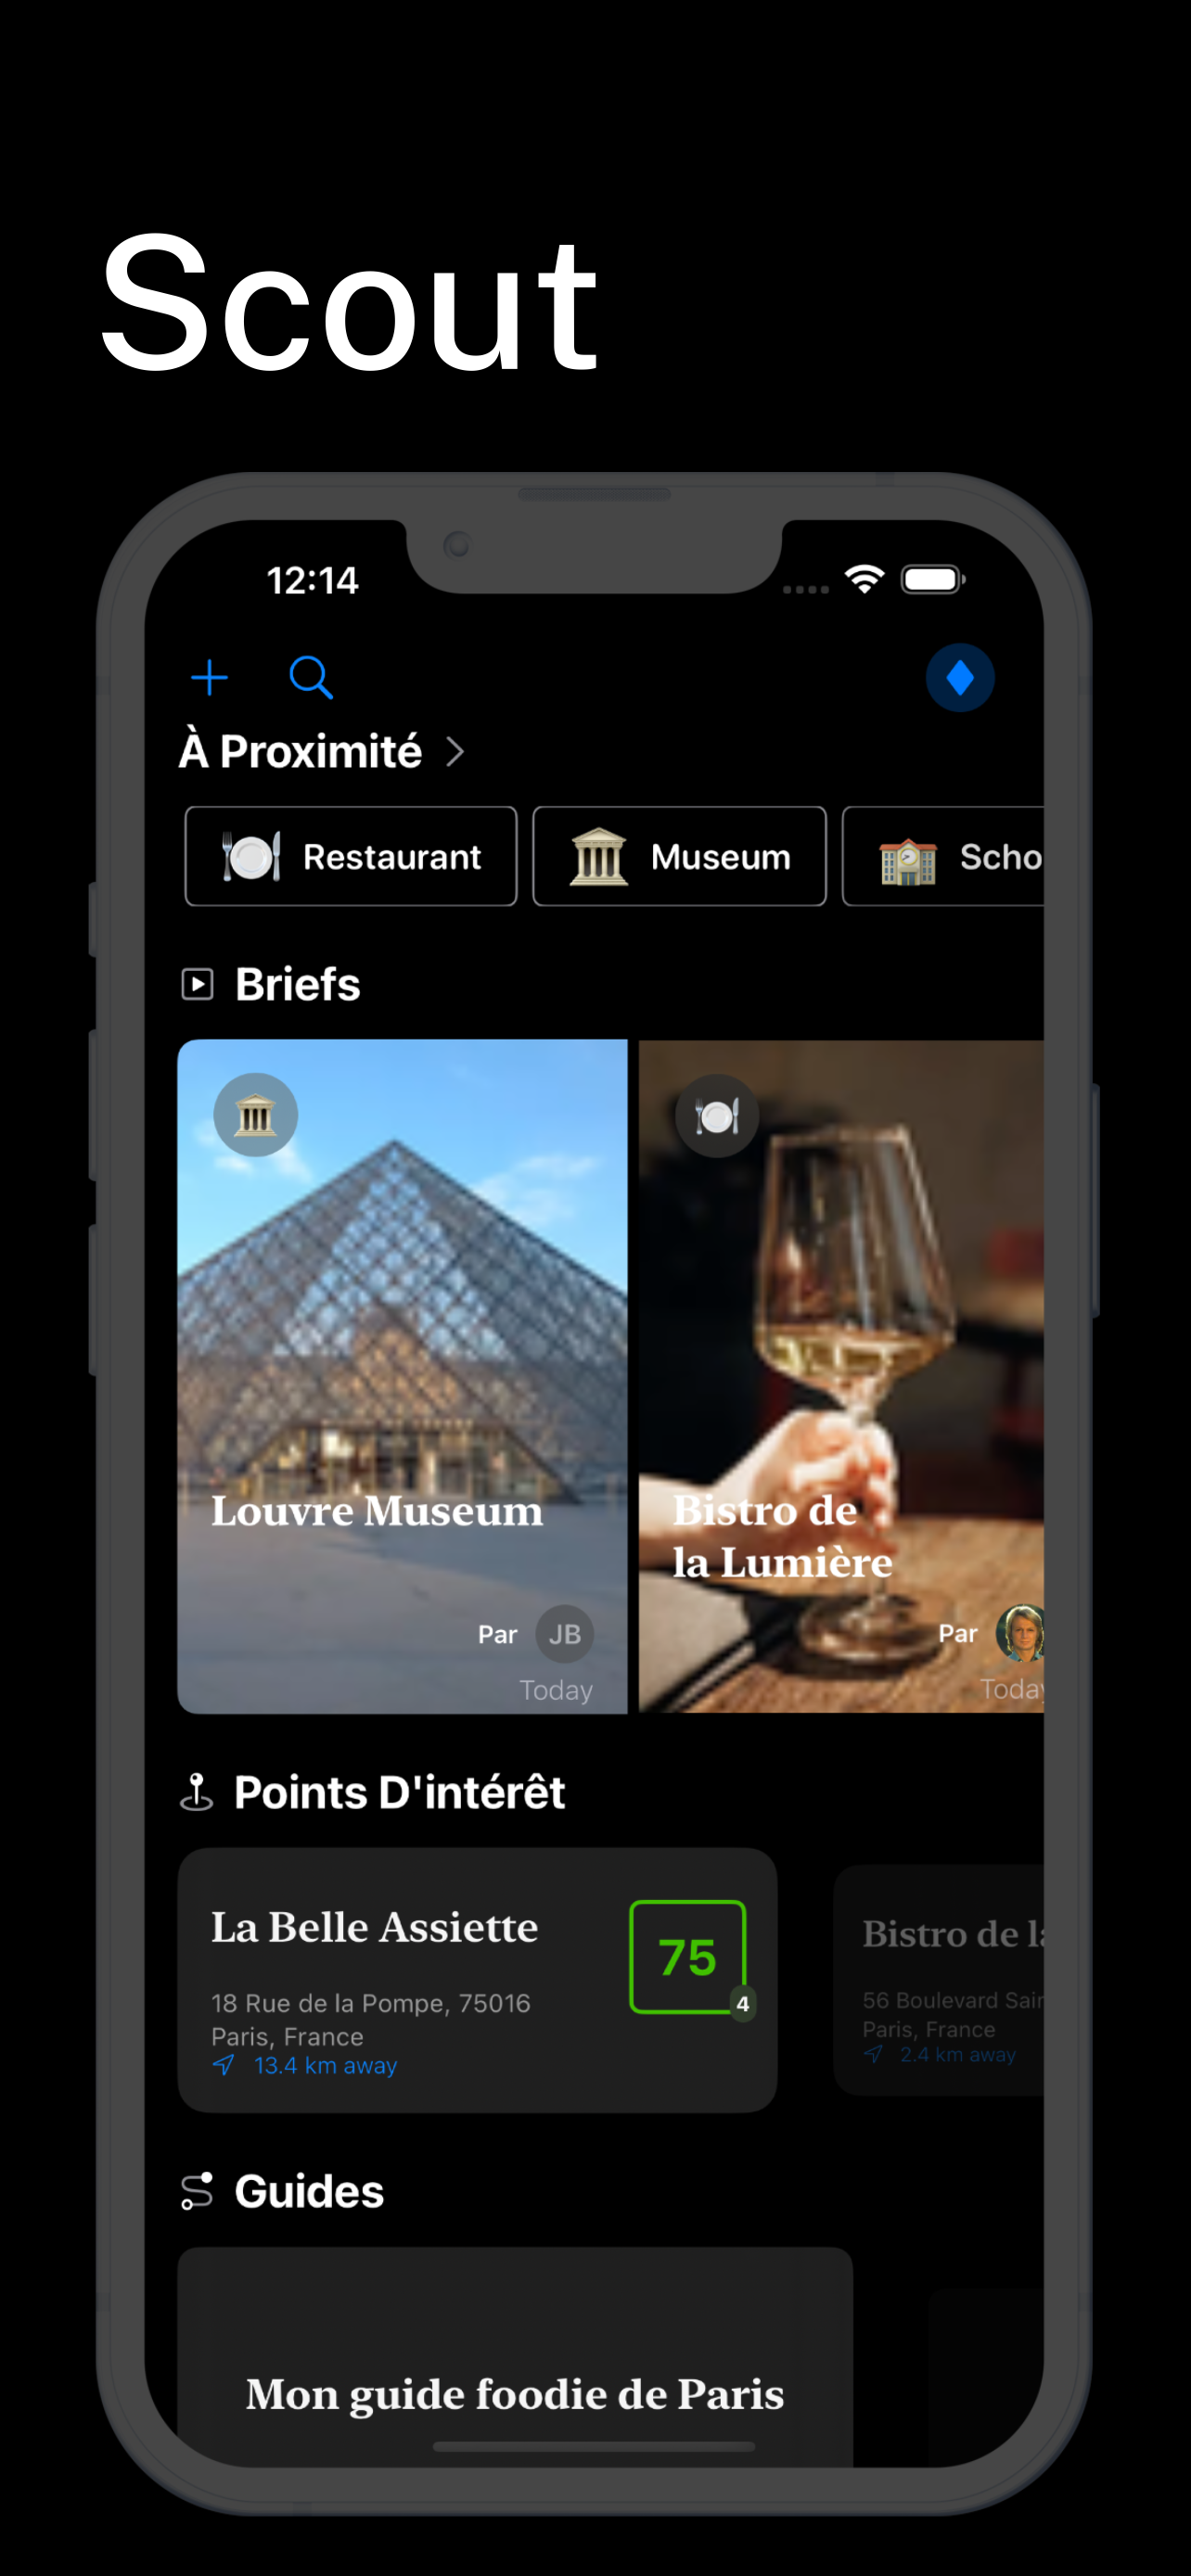 Scout
12:14
À Proximité
Restaurant
Museum
Scho
Briefs
Louvre Museum
Par JB
Today
Bistro de
la Lumière
Par
Today
Points D'intérêt
La Belle Assiette
75
4
18 Rue de la Pompe, 75016
Paris, France
13.4 km away
Bistro de la
56 Boulevard Sain
Paris, France
2.4 km away
Guides
Mon guide foodie de Paris